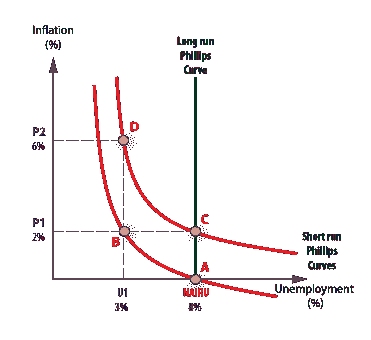 Inflation
(%)
Long run
Phillips
Curve
P2
6%
D
P1
2%
B
C
Short run
Phillips
Curves
A
U1
3%
NAIRU
8%
Unemployment
(%)